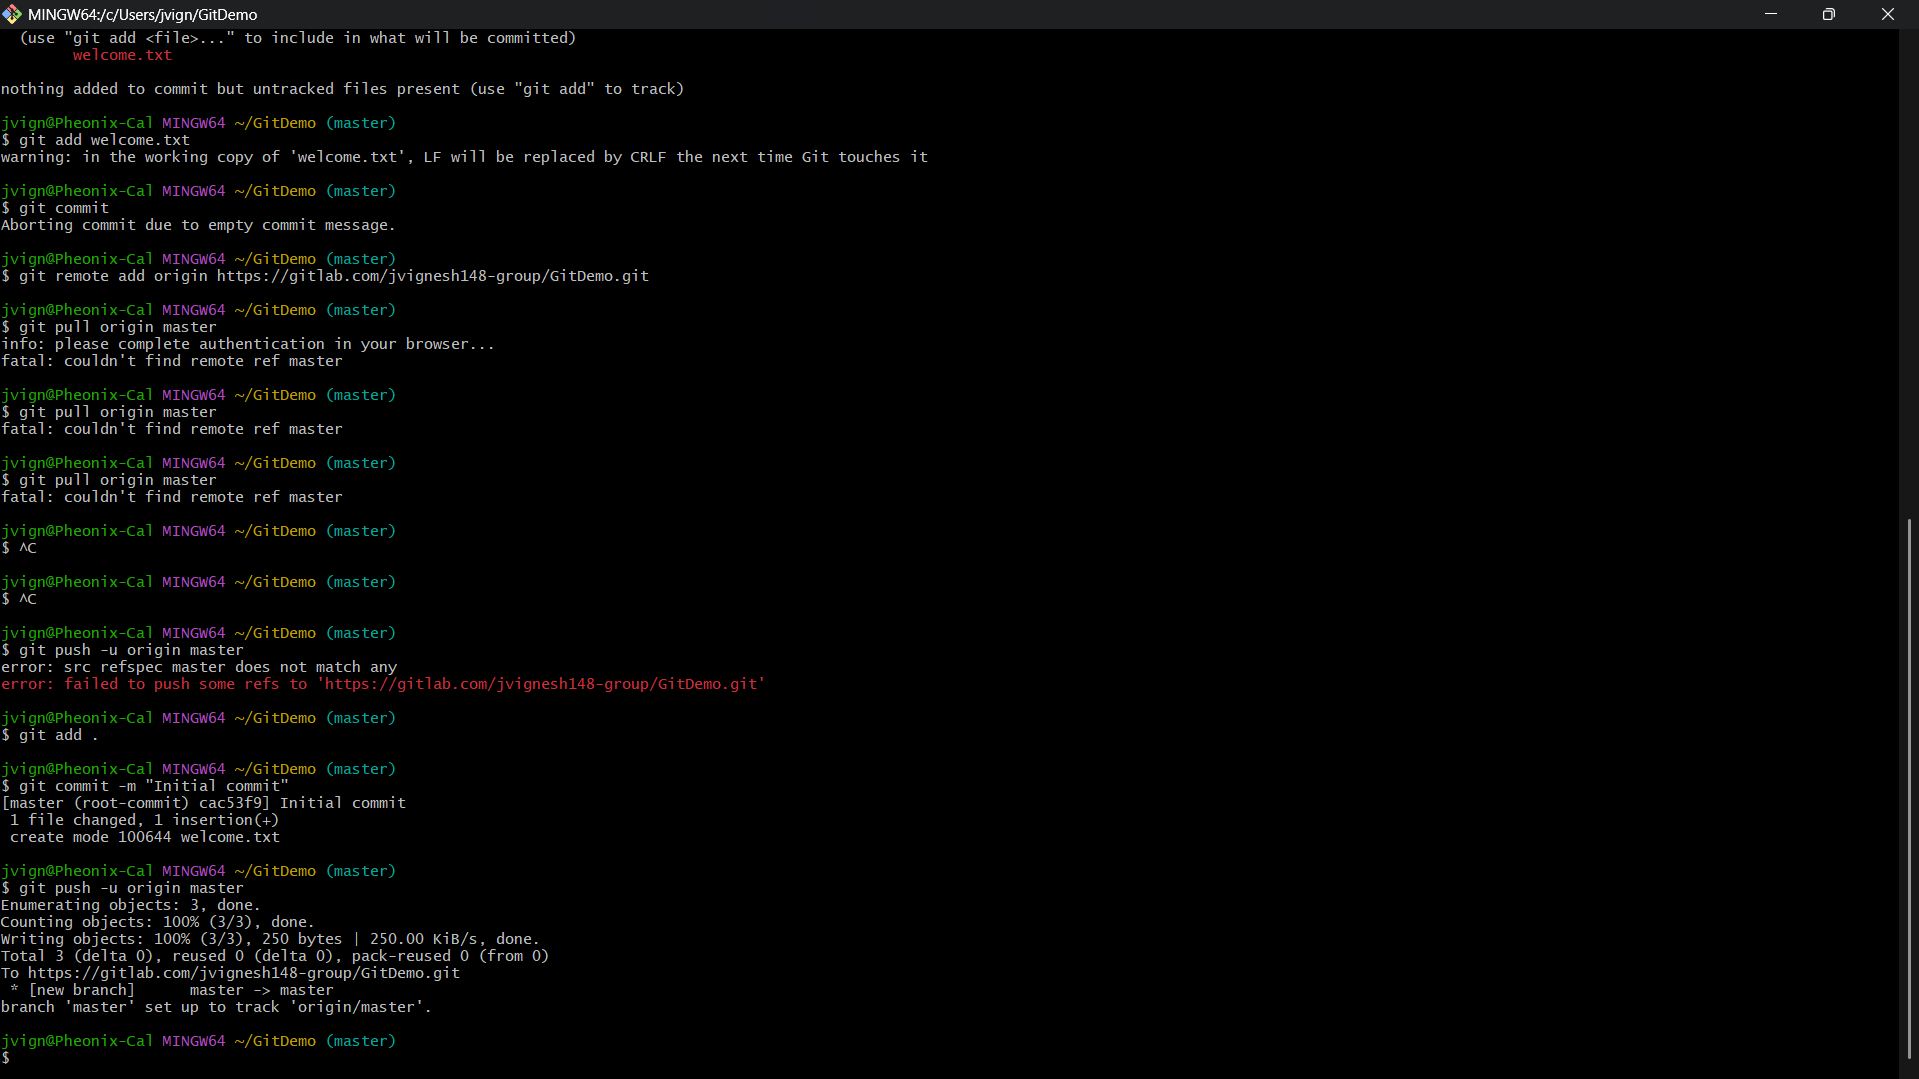 MINGW64:/c/Users/jvign/GitDemo
(use "git add <file>..." to include in what will be committed)
welcome.txt
nothing added to commit but untracked files present (use "git add" to track)
jvign@Pheonix-Cal MINGW64 ~/GitDemo (master)
$ git add welcome.txt
warning: in the working copy of 'welcome.txt', LF will be replaced by CRLF the next time Git touches it
jvign@Pheonix-Cal MINGW64 ~/GitDemo (master)
$ git commit
Aborting commit due to empty commit message.
jvign@Pheonix-Cal MINGW64 ~/GitDemo (master)
$ git remote add origin https://gitlab.com/jvignesh148-group/GitDemo.git
jvign@Pheonix-Cal MINGW64 ~/GitDemo (master)
$ git pull origin master
info: please complete authentication in your browser...
fatal: couldn't find remote ref master
jvign@Pheonix-Cal MINGW64 ~/GitDemo (master)
$ git pull origin master
fatal: couldn't find remote ref master
jvign@Pheonix-Cal MINGW64 ~/GitDemo (master)
$ git pull origin master
fatal: couldn't find remote ref master
jvign@Pheonix-Cal MINGW64 ~/GitDemo (master)
$ ^C
jvign@Pheonix-Cal MINGW64 ~/GitDemo (master)
$ ^C
jvign@Pheonix-Cal MINGW64 ~/GitDemo (master)
$ git push -u origin master
error: src refspec master does not match any
error: failed to push some refs to 'https://gitlab.com/jvignesh148-group/GitDemo.git'
jvign@Pheonix-Cal MINGW64 ~/GitDemo (master)
$ git add .
jvign@Pheonix-Cal MINGW64 ~/GitDemo (master)
$ git commit -m "Initial commit"
[master (root-commit) cac53f9] Initial commit
1 file changed, 1 insertion(+)
create mode 100644 welcome.txt
jvign@Pheonix-Cal MINGW64 ~/GitDemo (master)
$ git push -u origin master
Enumerating objects: 3, done.
Counting objects: 100% (3/3), done.
Writing objects: 100% (3/3), 250 bytes | 250.00 KiB/s, done.
Total 3 (delta 0), reused 0 (delta 0), pack-reused 0 (from 0)
To https://gitlab.com/jvignesh148-group/GitDemo.git
* [new branch]      master -> master
branch 'master' set up to track 'origin/master'.
jvign@Pheonix-Cal MINGW64 ~/GitDemo (master)
$